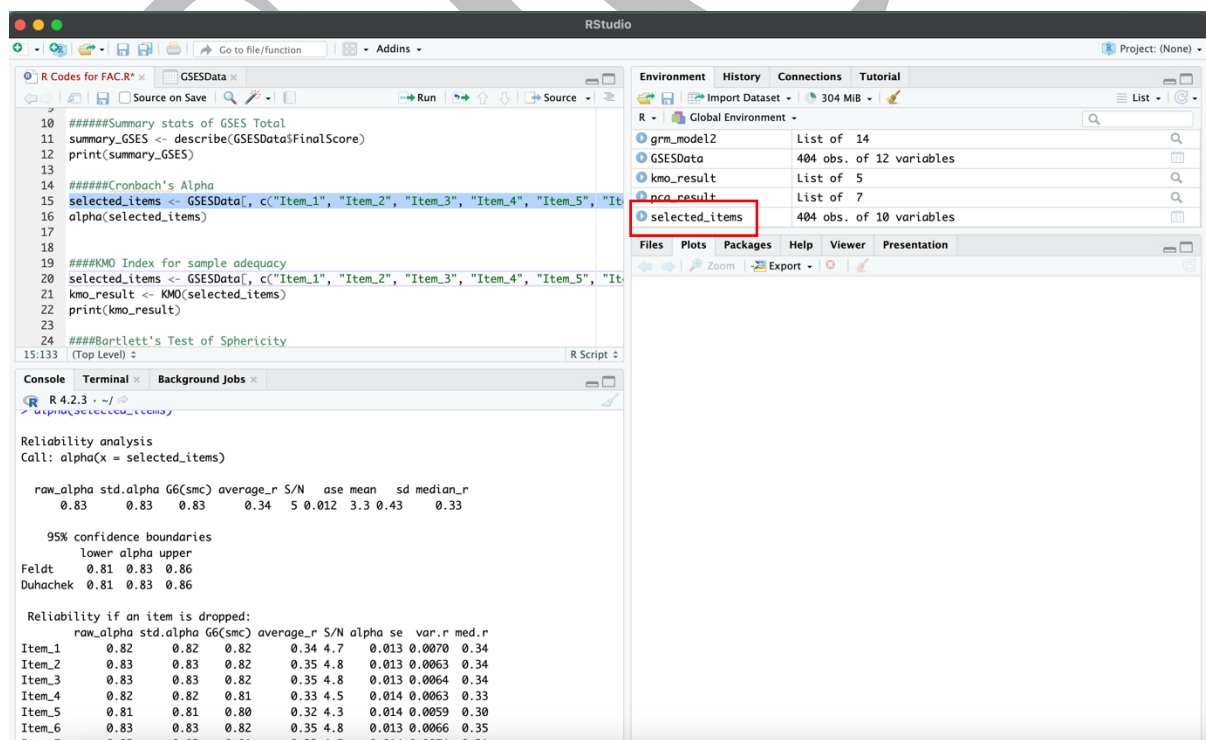 RStudio
Go to file/function
Addins
Project: (None)
R Codes for FAC.R*
GSESData
Source on Save
Run
Source
10 ######Summary stats of GSES Total
11 summary_GSES <- describe(GSESData$FinalScore)
12 print(summary_GSES)
13
14 ######Cronbach's Alpha
15 selected_items <- GSESData[, c("Item_1", "Item_2", "Item_3", "Item_4", "Item_5", "It
16 alpha(selected_items)
17
18
19 ####KMO Index for sample adequacy
20 selected_items <- GSESData[, c("Item_1", "Item_2", "Item_3", "Item_4", "Item_5", "It
21 kmo_result <- KMO(selected_items)
22 print(kmo_result)
23
24 ####Bartlett's Test of Sphericity
15:133 (Top Level) R Script
Console Terminal Background Jobs
R 4.2.3 · ~/
> alpha(selected_items)
Reliability analysis
Call: alpha(x = selected_items)
raw_alpha std.alpha G6(smc) average_r S/N ase mean sd median_r
0.83 0.83 0.83 0.34 5 0.012 3.3 0.43 0.33
95% confidence boundaries
lower alpha upper
Feldt 0.81 0.83 0.86
Duhachek 0.81 0.83 0.86
Reliability if an item is dropped:
raw_alpha std.alpha G6(smc) average_r S/N alpha se var.r med.r
Item_1 0.82 0.82 0.82 0.34 4.7 0.013 0.0070 0.34
Item_2 0.83 0.83 0.82 0.35 4.8 0.013 0.0063 0.34
Item_3 0.83 0.83 0.82 0.35 4.8 0.013 0.0064 0.34
Item_4 0.82 0.82 0.81 0.33 4.5 0.014 0.0063 0.33
Item_5 0.81 0.81 0.80 0.32 4.3 0.014 0.0059 0.30
Item_6 0.83 0.83 0.82 0.35 4.8 0.013 0.0066 0.35
Environment History Connections Tutorial
Import Dataset 304 MiB List
R Global Environment
grm_model2 List of 14
GSESData 404 obs. of 12 variables
kmo_result List of 5
pca_result List of 7
selected_items 404 obs. of 10 variables
Files Plots Packages Help Viewer Presentation
Zoom Export